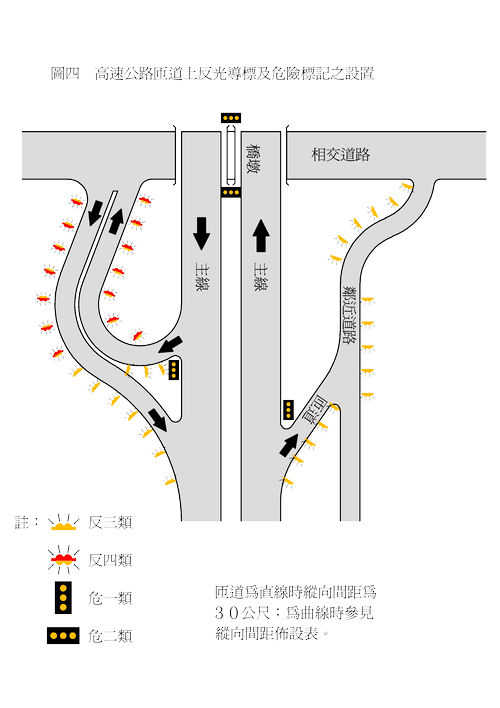 圖四　高速公路匝道上反光導標及危險標記之設置
橋墩
相交道路
主線
主線
鄰近道路
匝道
註：
反三類
反四類
危一類
危二類
匝道爲直線時縱向間距爲
３０公尺；爲曲線時參見
縱向間距佈設表。